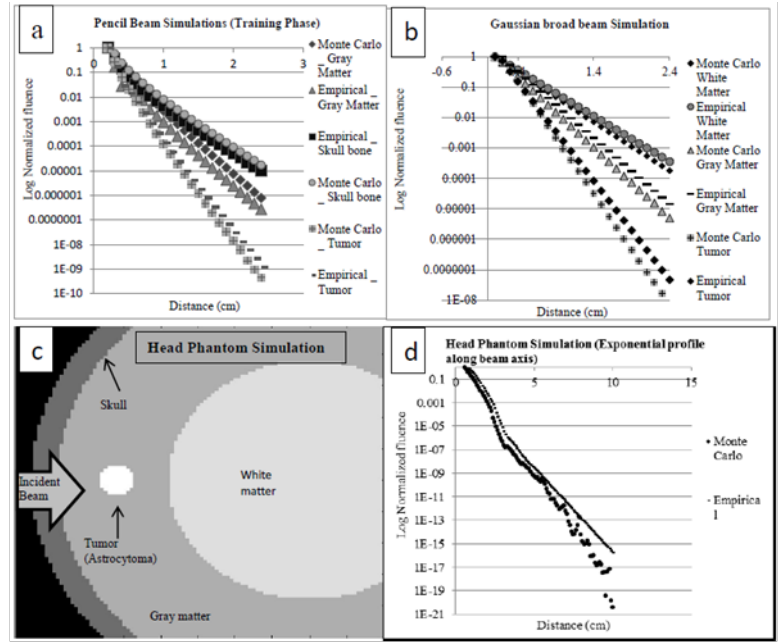 a
Pencil Beam Simulations (Training Phase)
0
1
2
3
1
0.1
0.01
0.001
0.0001
0.00001
0.000001
0.0000001
1E-08
1E-09
1E-10
Log Normalized fluence
Distance (cm)
Monte Carlo
_ Gray
Matter
Empirical _
Gray Matter
Empirical _
Skull bone
Monte Carlo
_ Skull bone
Monte Carlo
_ Tumor
Empirical _
Tumor
b
Gaussian broad beam Simulation
-0.6
0.4
1.4
2.4
1
0.1
0.01
0.001
0.0001
0.00001
0.000001
0.0000001
1E-08
Log Normalized fluence
Distance (cm)
Monte Carlo
White
Matter
Empirical
White
Matter
Monte Carlo
Gray Matter
Empirical
Gray Matter
Monte Carlo
Tumor
Empirical
Tumor
c
Head Phantom Simulation
Skull
Incident
Beam
White
matter
Tumor
(Astrocytoma)
Gray matter
d
Head Phantom Simulation (Exponential profile
along beam axis)
0
5
10
15
0.1
0.001
1E-05
1E-07
1E-09
1E-11
1E-13
1E-15
1E-17
1E-19
1E-21
Log Normalized fluence
Distance (cm)
Monte
Carlo
Empirica
l